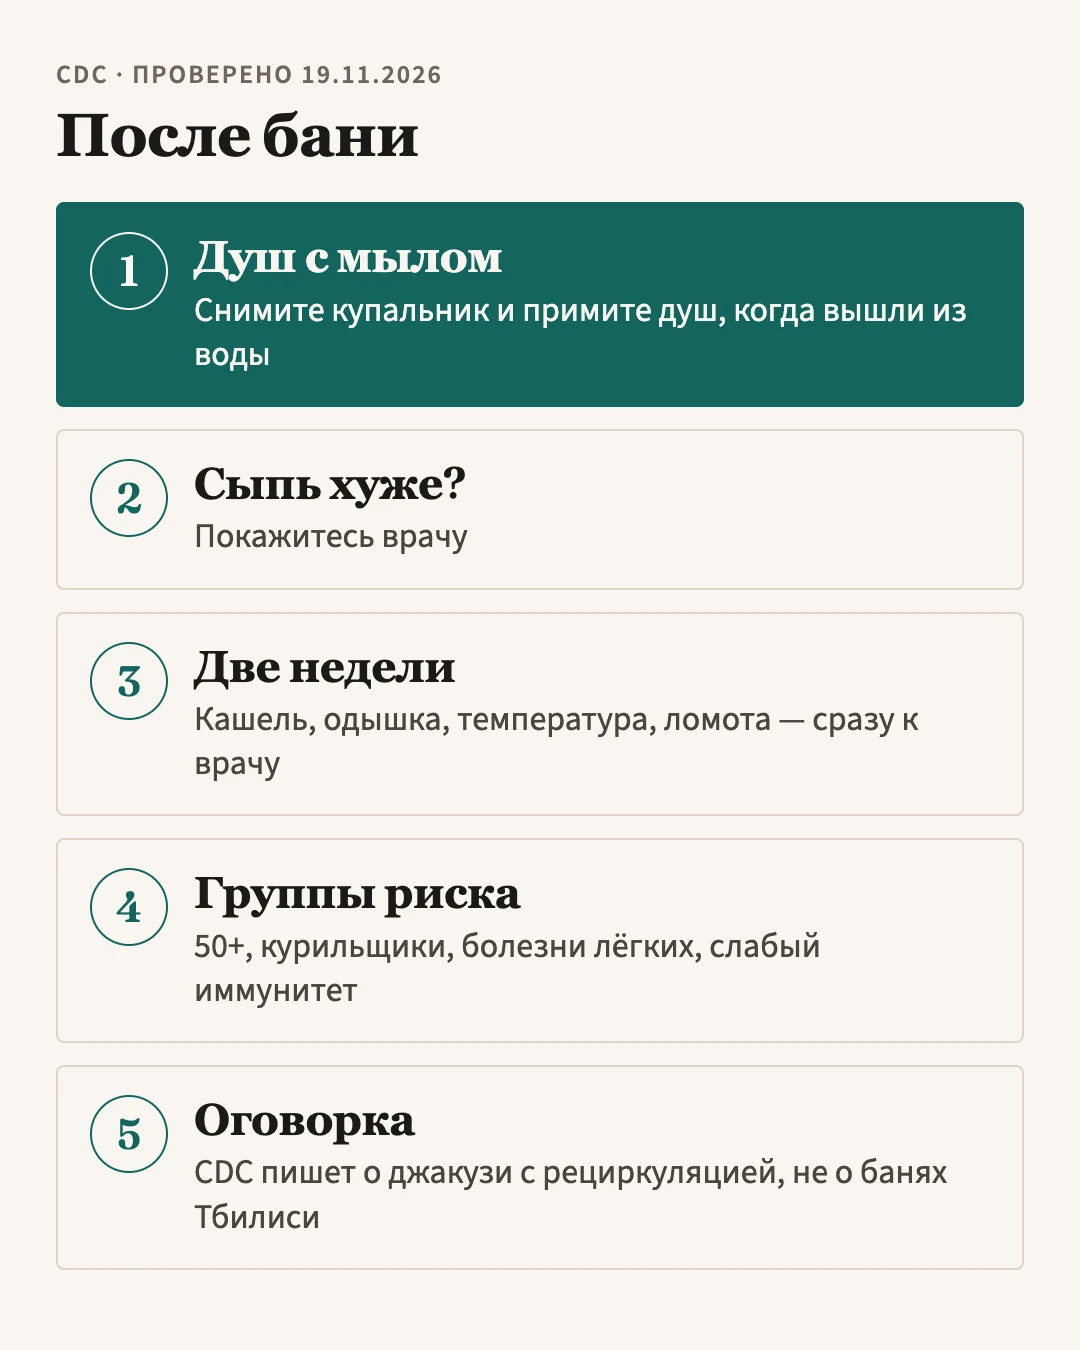 CDC · ПРОВЕРЕНО 19.11.2026
После бани
1
Душ с мылом
Снимите купальник и примите душ, когда вышли из
воды
2
Сыпь хуже?
Покажитесь врачу
3
Две недели
Кашель, одышка, температура, ломота — сразу к
врачу
4
Группы риска
50+, курильщики, болезни лёгких, слабый
иммунитет
5
Оговорка
CDC пишет о джакузи с рециркуляцией, не о банях
Тбилиси